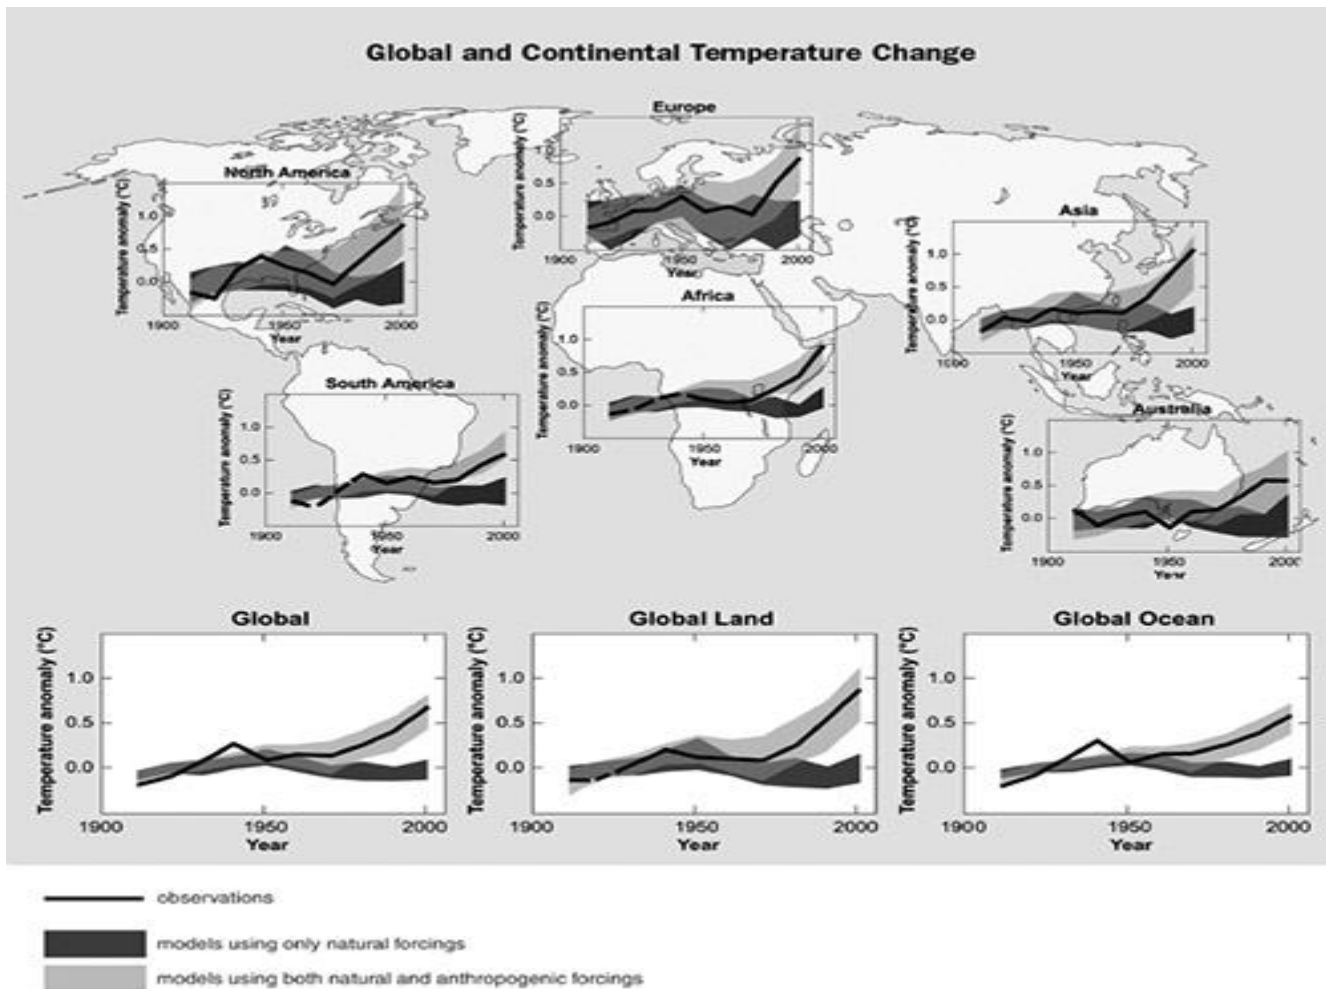 Global and Continental Temperature Change
Europe
Temperature anomaly (°C)
1.0
0.5
0.0
1900
1950
2000
Year
North America
Temperature anomaly (°C)
1.0
0.5
0.0
1900
1950
2000
Year
Asia
Temperature anomaly (°C)
1.0
0.5
0.0
1900
1950
2000
Year
Africa
Temperature anomaly (°C)
1.0
0.5
0.0
1900
1950
2000
Year
South America
Temperature anomaly (°C)
1.0
0.5
0.0
1900
1950
2000
Year
Australia
Temperature anomaly (°C)
1.0
0.5
0.0
1900
1950
2000
Year
Global
Temperature anomaly (°C)
1.0
0.5
0.0
1900
1950
2000
Year
Global Land
Temperature anomaly (°C)
1.0
0.5
0.0
1900
1950
2000
Year
Global Ocean
Temperature anomaly (°C)
1.0
0.5
0.0
1900
1950
2000
Year
observations
models using only natural forcings
models using both natural and anthropogenic forcings